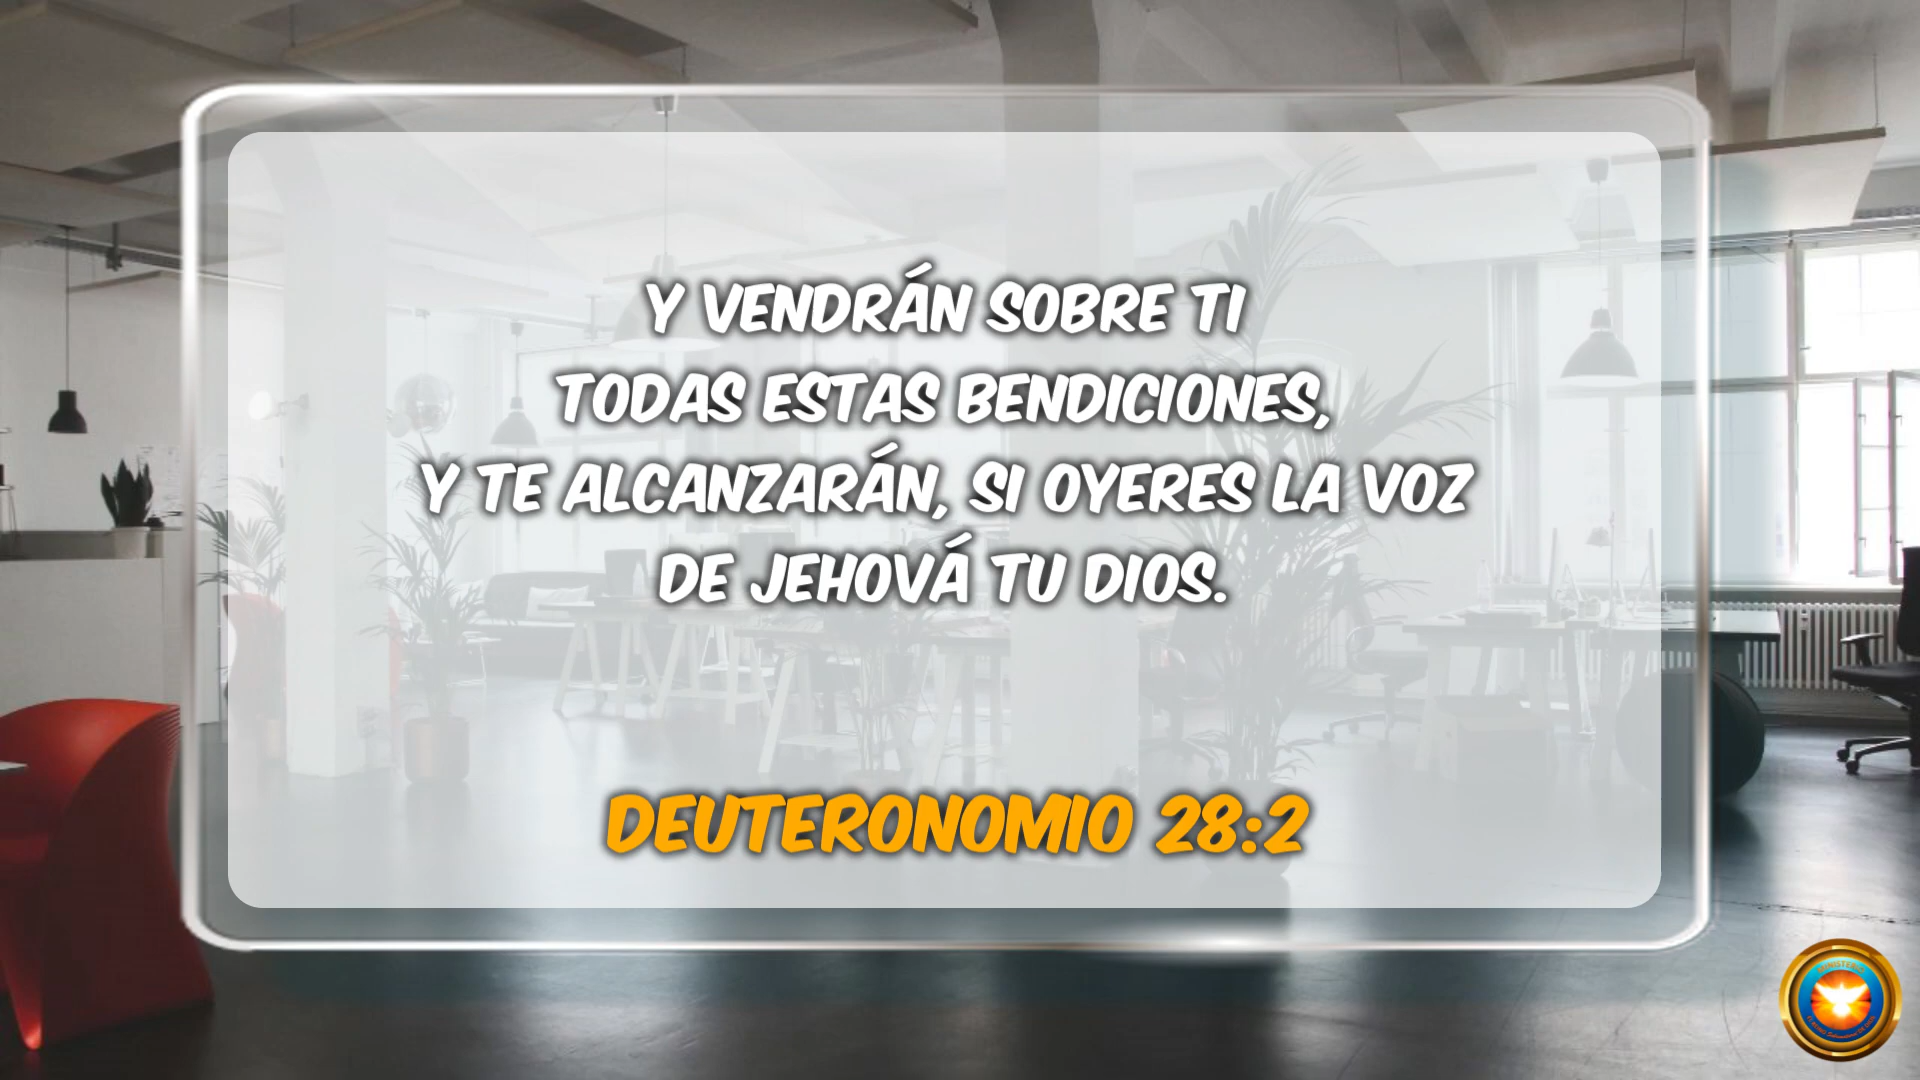 Y VENDRÁN SOBRE TI
TODAS ESTAS BENDICIONES,
Y TE ALCANZARÁN, SI OYERES LA VOZ
DE JEHOVÁ TU DIOS.
DEUTERONOMIO 28:2
MINISTERIO